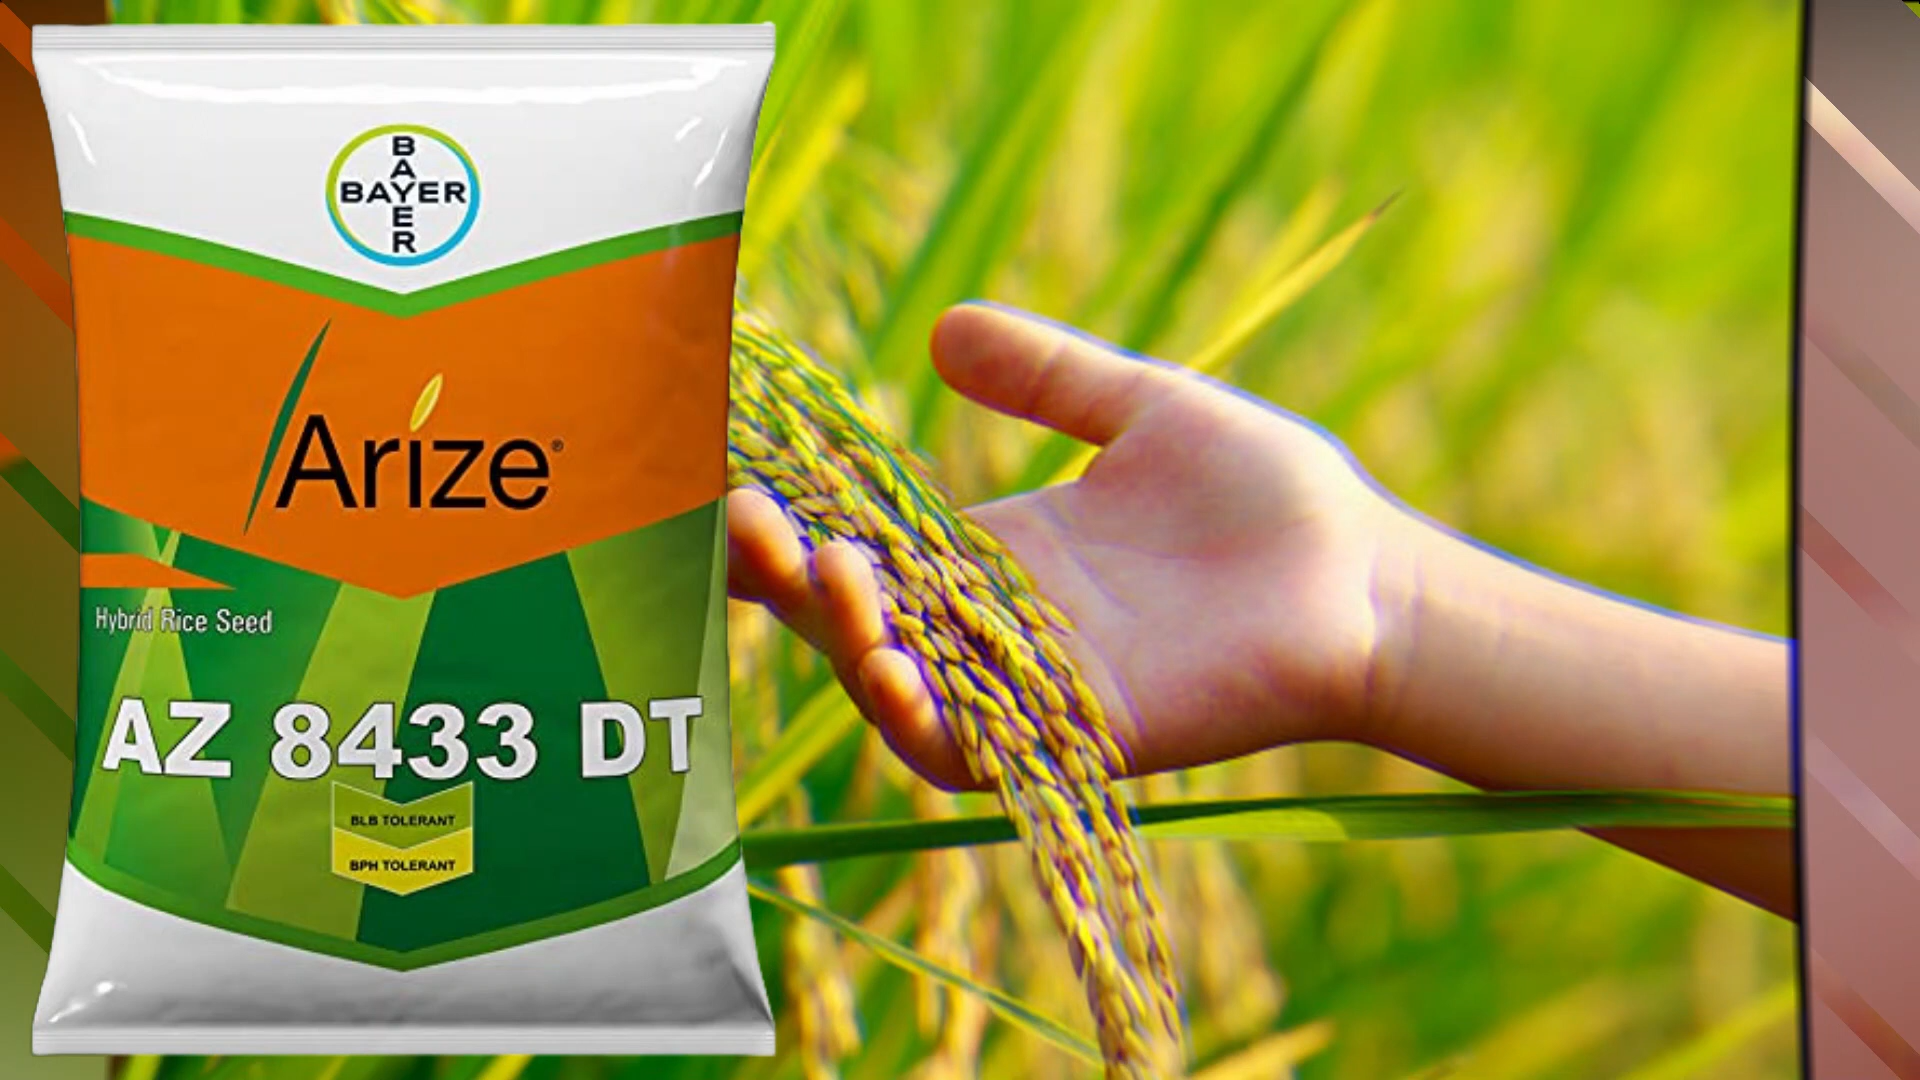 BAYER
BAYER
Arize®
Hybrid Rice Seed
AZ 8433 DT
BLB TOLERANT
BPH TOLERANT